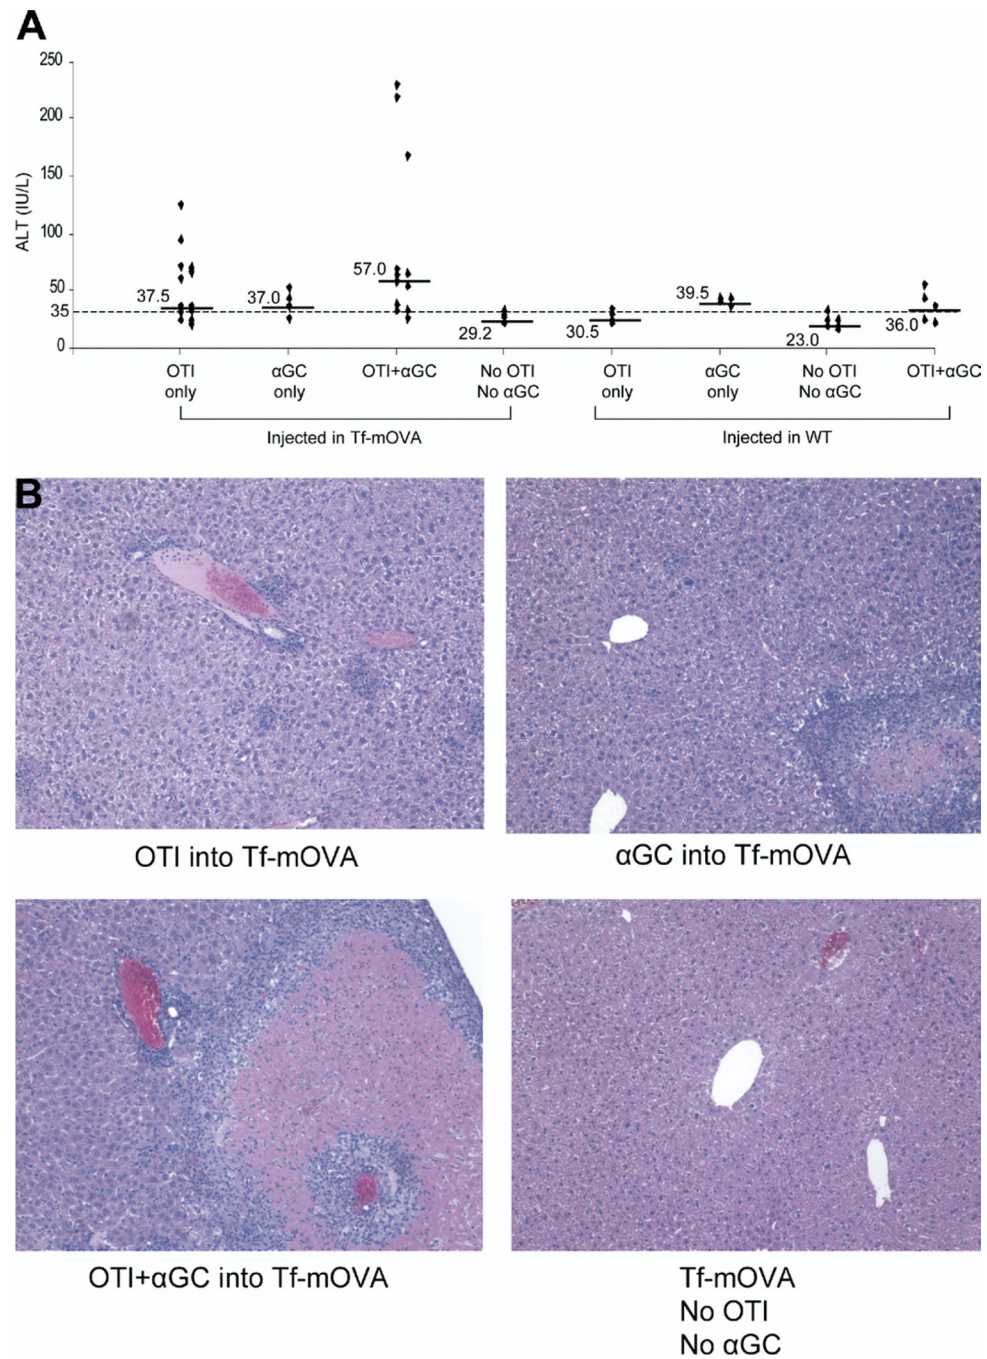 A
ALT (IU/L)
250
200
150
100
50
35
0
37.5
37.0
57.0
29.2
30.5
39.5
23.0
36.0
OTI only
αGC only
OTI+αGC
No OTI No αGC
OTI only
αGC only
No OTI No αGC
OTI+αGC
Injected in Tf-mOVA
Injected in WT
B
OTI into Tf-mOVA
αGC into Tf-mOVA
OTI+αGC into Tf-mOVA
Tf-mOVA
No OTI
No αGC